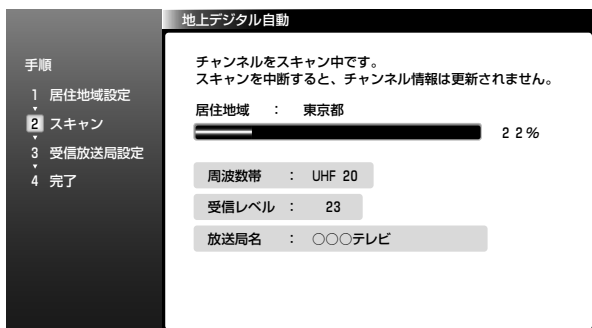 地上デジタル自動
手順
1 居住地域設定
2 スキャン
3 受信放送局設定
4 完了
チャンネルをスキャン中です。
スキャンを中断すると、チャンネル情報は更新されません。
居住地域 : 東京都
22%
周波数帯 : UHF 20
受信レベル : 23
放送局名 : ○○○テレビ